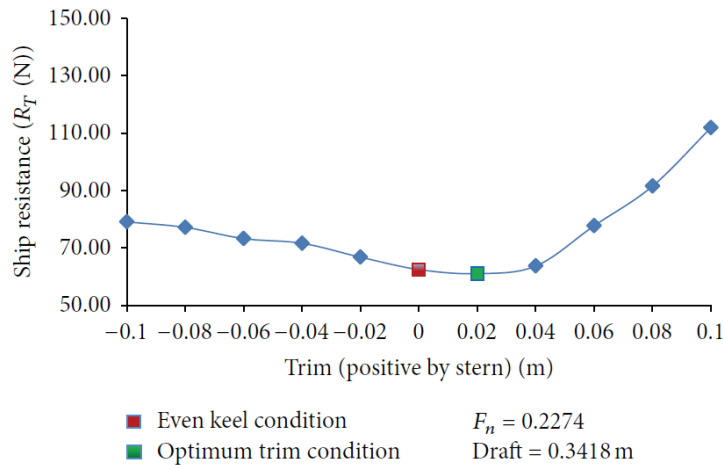 150.00
130.00
110.00
90.00
70.00
50.00
Ship resistance (R_T (N))
−0.1 −0.08 −0.06 −0.04 −0.02 0 0.02 0.04 0.06 0.08 0.1
Trim (positive by stern) (m)
Even keel condition F_n = 0.2274
Optimum trim condition Draft = 0.3418 m